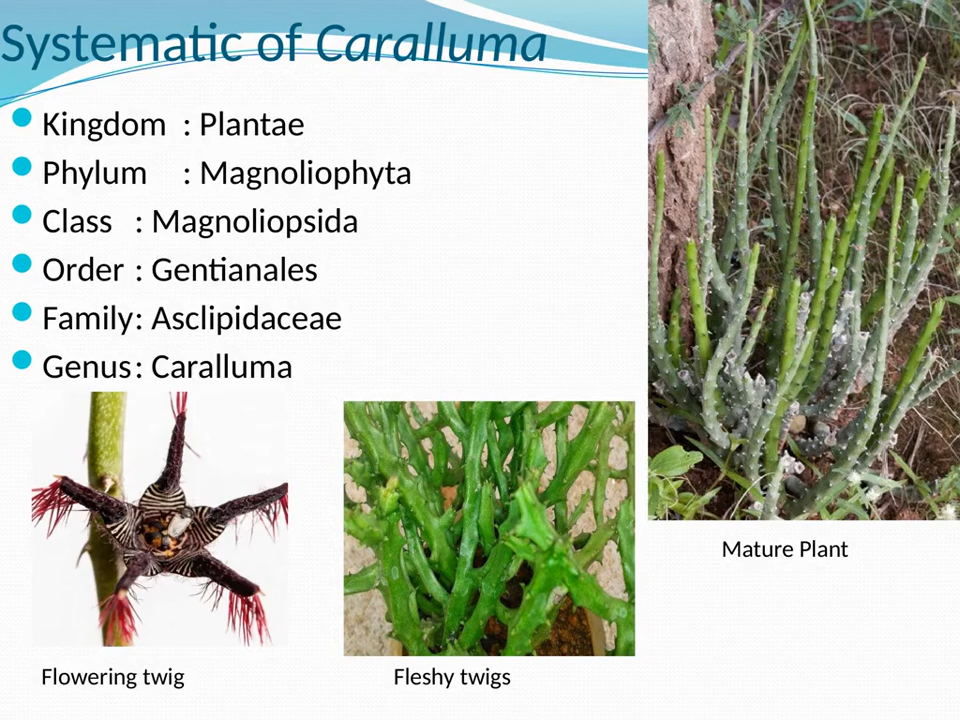 Systematic of Caralluma
Kingdom : Plantae
Phylum : Magnoliophyta
Class : Magnoliopsida
Order : Gentianales
Family: Asclipidaceae
Genus: Caralluma
Mature Plant
Flowering twig
Fleshy twigs